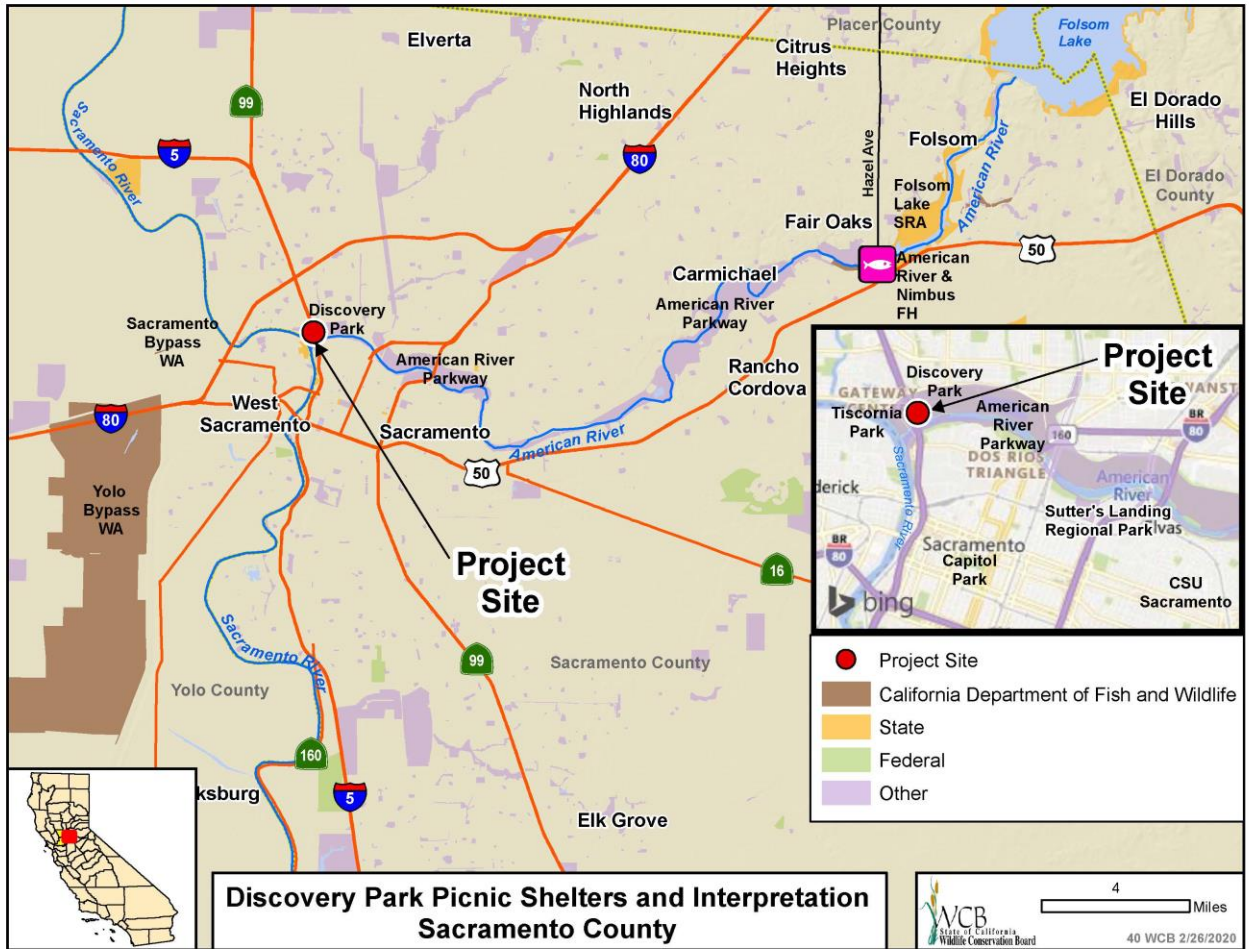 Placer County
Folsom
Lake
Elverta
Citrus
Heights
99
North
Highlands
El Dorado
Hills
Sacramento River
5
80
Hazel Ave
Folsom
American River
El Dorado
County
Folsom
Lake
SRA
Fair Oaks
50
Carmichael
American
River &
Nimbus
FH
Discovery
Park
American River
Parkway
Sacramento
Bypass
WA
American River
Parkway
Rancho
Cordova
80
West
Sacramento
Sacramento
American River
50
Yolo
Bypass
WA
Project
Site
16
Sacramento River
99
Sacramento County
Yolo County
160
5
ksburg
Elk Grove
Project
Site
Discovery
Park
GATEWAY
Tiscornia
Park
American
River
Parkway
160
BR
80
DOS RIOS
TRIANGLE
American
River
Sacramento River
derick
Sutter's Landing
Regional Park
lvas
BR
80
Sacramento
Capitol
Park
CSU
Sacramento
bing
Project Site
California Department of Fish and Wildlife
State
Federal
Other
Discovery Park Picnic Shelters and Interpretation
Sacramento County
WCB
State of California
Wildlife Conservation Board
4
Miles
40 WCB 2/26/2020